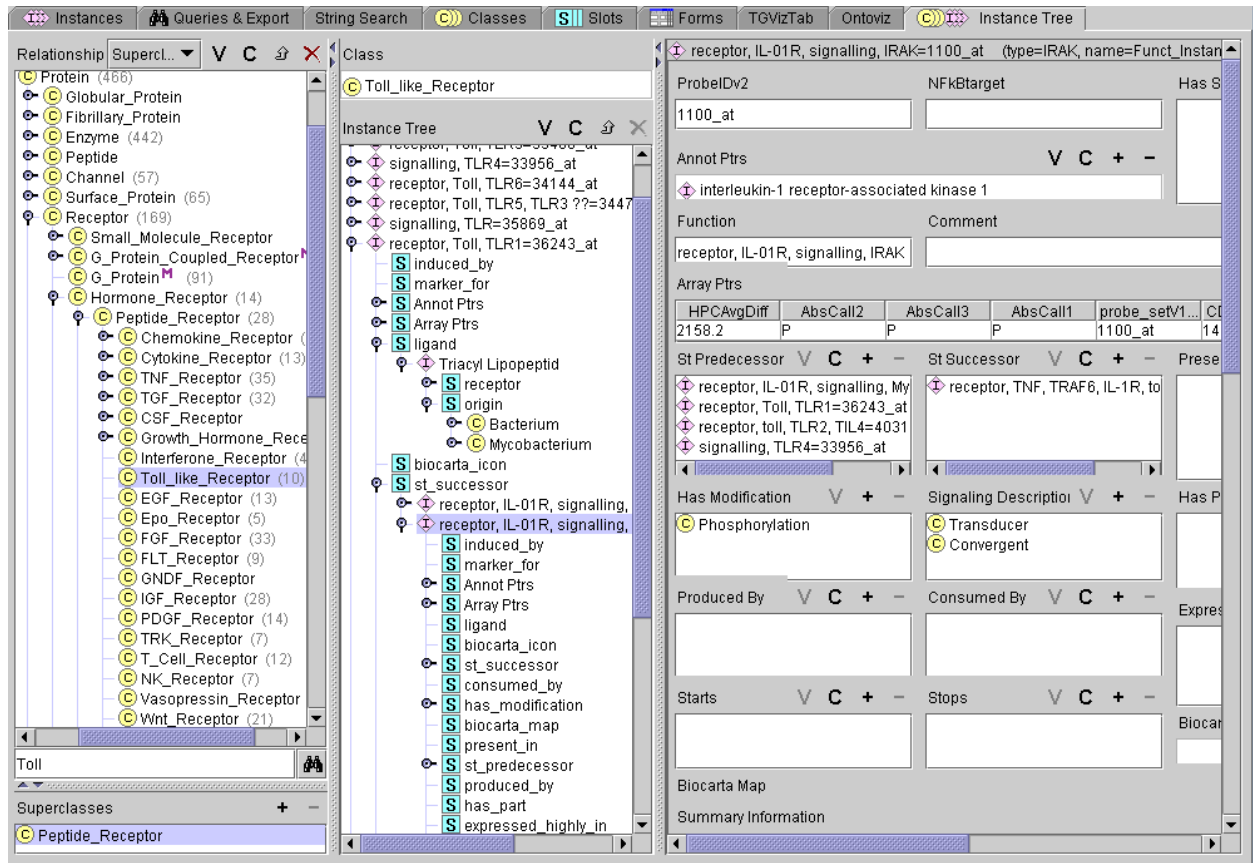 Instances Queries & Export String Search Classes Slots Forms TGVizTab Ontoviz Instance Tree
Relationship Supercl... V C
Protein (466)
Globular_Protein
Fibrillary_Protein
Enzyme (442)
Peptide
Channel (57)
Surface_Protein (65)
Receptor (169)
Small_Molecule_Receptor
G_Protein_Coupled_Receptor
G_Protein M (91)
Hormone_Receptor (14)
Peptide_Receptor (28)
Chemokine_Receptor (
Cytokine_Receptor (13)
TNF_Receptor (35)
TGF_Receptor (32)
CSF_Receptor
Growth_Hormone_Rece
Interferone_Receptor (4
Toll_like_Receptor (10)
EGF_Receptor (13)
Epo_Receptor (5)
FGF_Receptor (33)
FLT_Receptor (9)
GNDF_Receptor
IGF_Receptor (28)
PDGF_Receptor (14)
TRK_Receptor (7)
T_Cell_Receptor (12)
NK_Receptor (7)
Vasopressin_Receptor
Wnt_Receptor (21)
Toll
Superclasses + −
Peptide_Receptor
Class
Toll_like_Receptor
Instance Tree V C
signalling, TLR4=33956_at
receptor, Toll, TLR6=34144_at
receptor, Toll, TLR5, TLR3 ??=3447
signalling, TLR=35869_at
receptor, Toll, TLR1=36243_at
S induced_by
S marker_for
S Annot Ptrs
S Array Ptrs
S ligand
Triacyl Lipopeptid
S receptor
S origin
Bacterium
Mycobacterium
S biocarta_icon
S st_successor
receptor, IL-01R, signalling,
receptor, IL-01R, signalling,
S induced_by
S marker_for
S Annot Ptrs
S Array Ptrs
S ligand
S biocarta_icon
S st_successor
S consumed_by
S has_modification
S biocarta_map
S present_in
S st_predecessor
S produced_by
S has_part
S expressed_highly_in
receptor, IL-01R, signalling, IRAK=1100_at (type=IRAK, name=Funct_Instan
ProbeIDv2 NFkBtarget Has S
1100_at
Annot Ptrs V C + −
interleukin-1 receptor-associated kinase 1
Function Comment
receptor, IL-01R, signalling, IRAK
Array Ptrs
HPCAvgDiff AbsCall2 AbsCall3 AbsCall1 probe_setV1... CD
2158.2 P P P 1100_at 14
St Predecessor V C + − St Successor V C + − Prese
receptor, IL-01R, signalling, My receptor, TNF, TRAF6, IL-1R, to
receptor, Toll, TLR1=36243_at
receptor, toll, TLR2, TIL4=4031
signalling, TLR4=33956_at
Has Modification V + − Signaling Description V + − Has P
Phosphorylation Transducer
Convergent
Produced By V C + − Consumed By V C + −
Expres
Starts V C + − Stops V C + −
Biocar
Biocarta Map
Summary Information